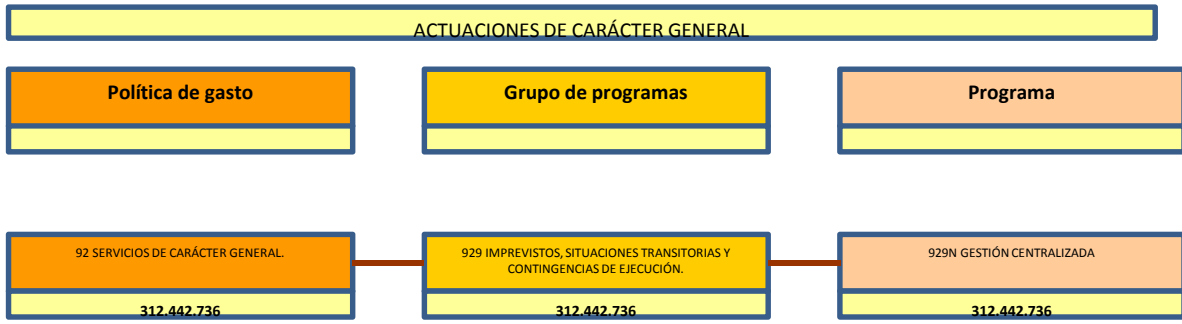 ACTUACIONES DE CARÁCTER GENERAL
Política de gasto
Grupo de programas
Programa
92 SERVICIOS DE CARÁCTER GENERAL.
929 IMPREVISTOS, SITUACIONES TRANSITORIAS Y
CONTINGENCIAS DE EJECUCIÓN.
929N GESTIÓN CENTRALIZADA
312.442.736
312.442.736
312.442.736